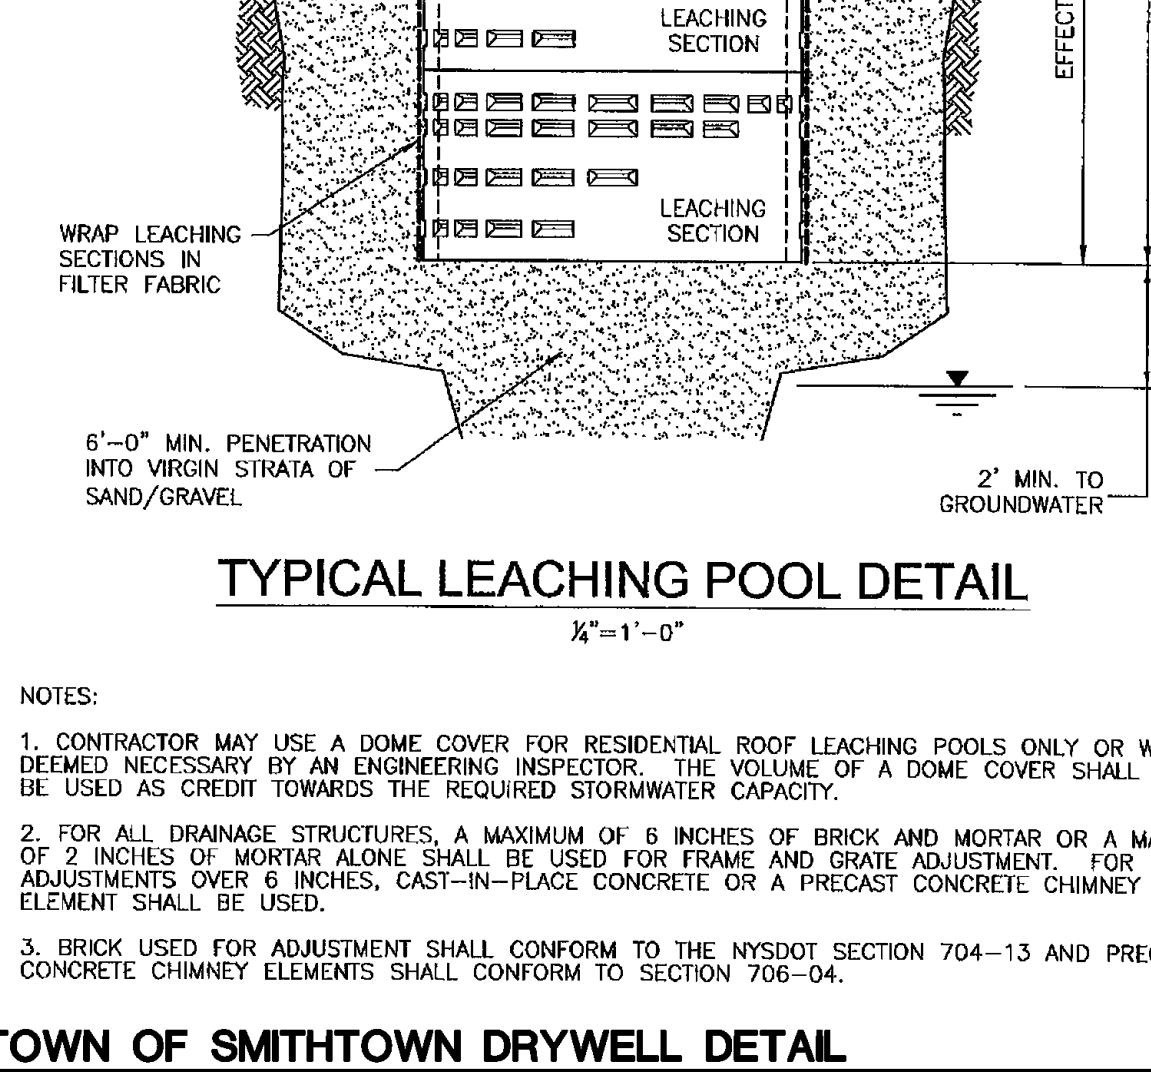 LEACHING
SECTION
EFFECT
LEACHING
SECTION
WRAP LEACHING
SECTIONS IN
FILTER FABRIC
6'-0" MIN. PENETRATION
INTO VIRGIN STRATA OF
SAND/GRAVEL
2' MIN. TO
GROUNDWATER
TYPICAL LEACHING POOL DETAIL
1/4"=1'-0"
NOTES:
1. CONTRACTOR MAY USE A DOME COVER FOR RESIDENTIAL ROOF LEACHING POOLS ONLY OR W
DEEMED NECESSARY BY AN ENGINEERING INSPECTOR. THE VOLUME OF A DOME COVER SHALL
BE USED AS CREDIT TOWARDS THE REQUIRED STORMWATER CAPACITY.
2. FOR ALL DRAINAGE STRUCTURES, A MAXIMUM OF 6 INCHES OF BRICK AND MORTAR OR A MA
OF 2 INCHES OF MORTAR ALONE SHALL BE USED FOR FRAME AND GRATE ADJUSTMENT. FOR
ADJUSTMENTS OVER 6 INCHES, CAST-IN-PLACE CONCRETE OR A PRECAST CONCRETE CHIMNEY
ELEMENT SHALL BE USED.
3. BRICK USED FOR ADJUSTMENT SHALL CONFORM TO THE NYSDOT SECTION 704-13 AND PREC
CONCRETE CHIMNEY ELEMENTS SHALL CONFORM TO SECTION 706-04.
TOWN OF SMITHTOWN DRYWELL DETAIL